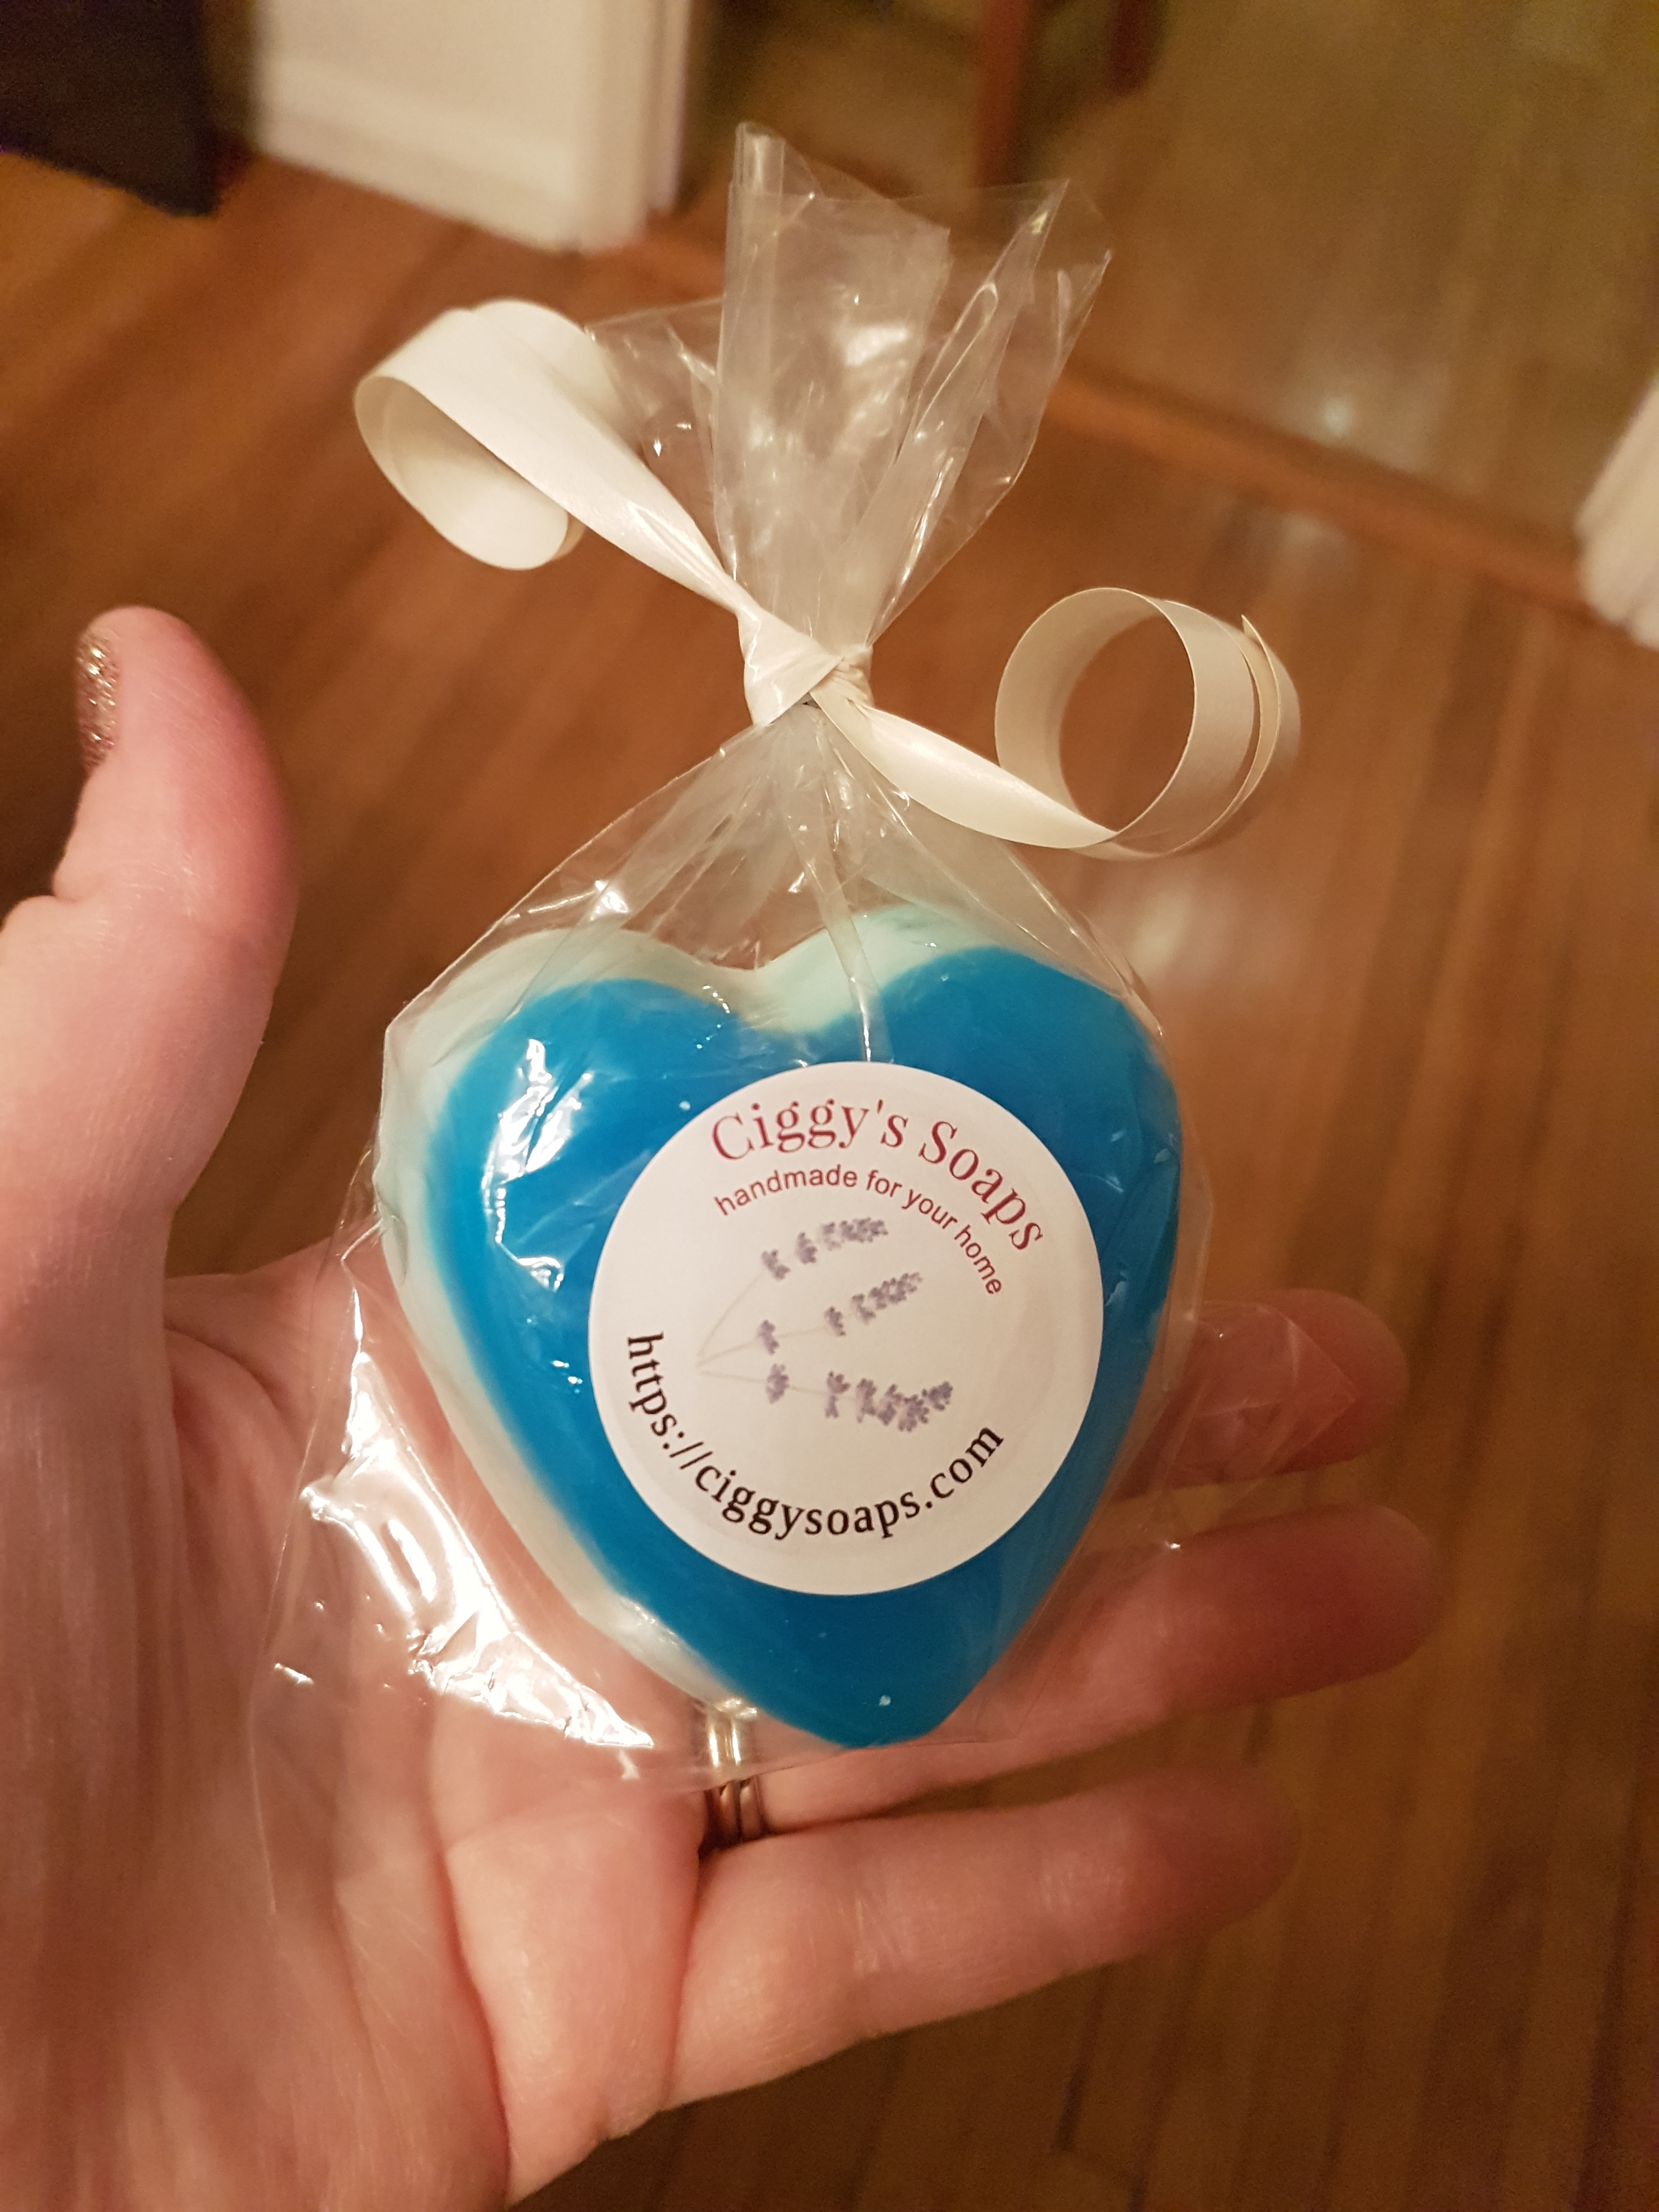 Ciggy's Soaps
handmade for your home
https://ciggysoaps.com